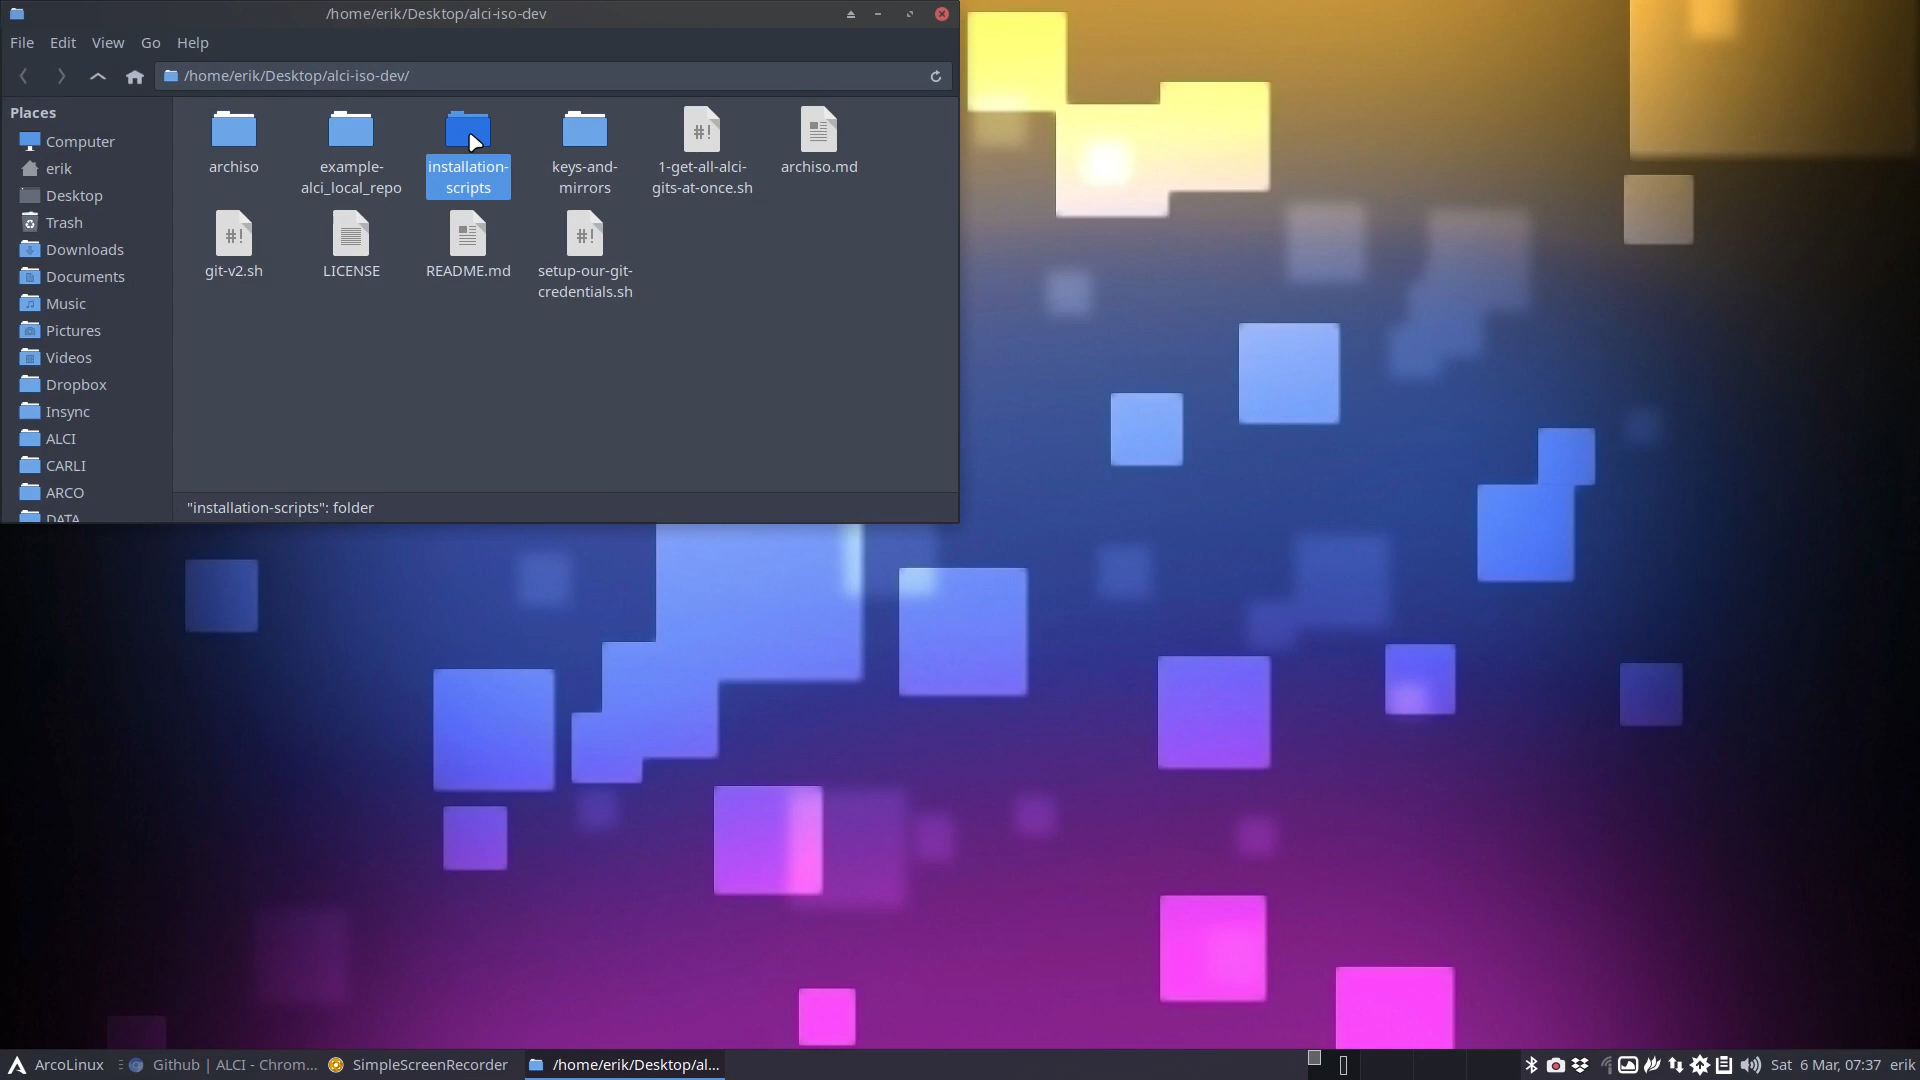 /home/erik/Desktop/alci-iso-dev
File Edit View Go Help
/home/erik/Desktop/alci-iso-dev/
Places
Computer
erik
Desktop
Trash
Downloads
Documents
Music
Pictures
Videos
Dropbox
Insync
ALCI
CARLI
ARCO
DATA
archiso
example-
alci_local_repo
installation-
scripts
keys-and-
mirrors
#!
1-get-all-alci-
gits-at-once.sh
archiso.md
#!
git-v2.sh
LICENSE
README.md
#!
setup-our-git-
credentials.sh
"installation-scripts": folder
ArcoLinux
Github | ALCI - Chrom...
SimpleScreenRecorder
/home/erik/Desktop/al...
Sat 6 Mar, 07:37 erik